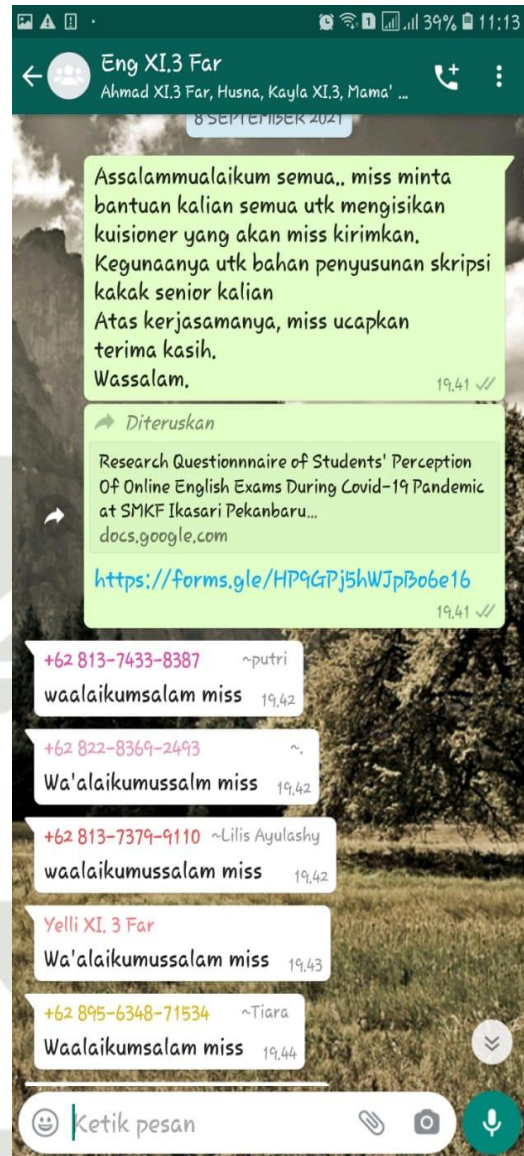 39% 11:13
Eng XI.3 Far
Ahmad XI.3 Far, Husna, Kayla XI.3, Mama' ...
8 SEPTEMBER 2021
Assalammualaikum semua.. miss minta
bantuan kalian semua utk mengisikan
kuisioner yang akan miss kirimkan.
Kegunaanya utk bahan penyusunan skripsi
kakak senior kalian
Atas kerjasamanya, miss ucapkan
terima kasih.
Wassalam.
19.41
Diteruskan
Research Questionnnaire of Students' Perception
Of Online English Exams During Covid-19 Pandemic
at SMKF Ikasari Pekanbaru...
docs.google.com
https://forms.gle/HP9GPj5hWJpBo6e16
19.41
+62 813-7433-8387 ~putri
waalaikumsalam miss 19.42
+62 822-8369-2493 ~.
Wa'alaikumussalm miss 19.42
+62 813-7379-9110 ~Lilis Ayulashy
waalaikumussalam miss 19.42
Yelli XI. 3 Far
Wa'alaikumussalam miss 19.43
+62 895-6348-71534 ~Tiara
Waalaikumsalam miss 19.44
Ketik pesan